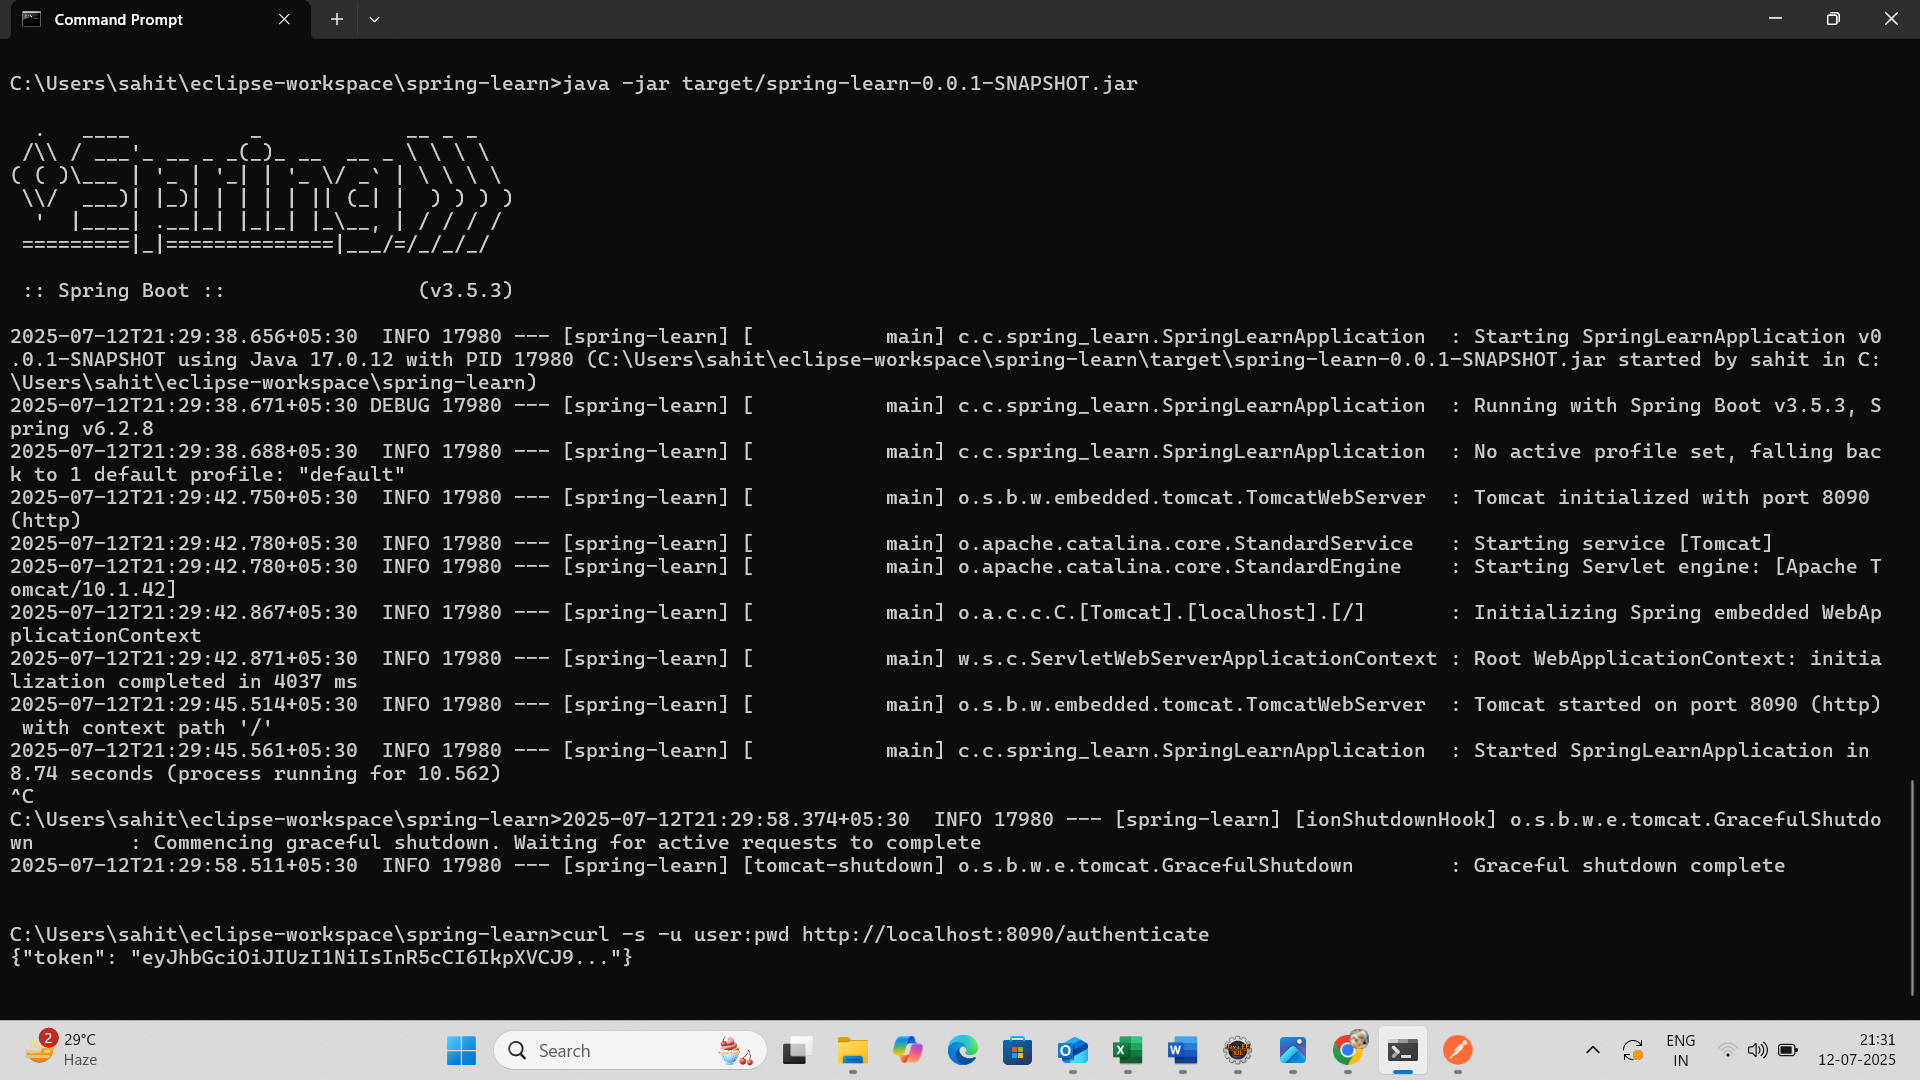 Command Prompt
C:\Users\sahit\eclipse-workspace\spring-learn>java -jar target/spring-learn-0.0.1-SNAPSHOT.jar
  .   ____          _            __ _ _
 /\\ / ___'_ __ _ _(_)_ __  __ _ \ \ \ \
( ( )\___ | '_ | '_| | '_ \/ _` | \ \ \ \
 \\/  ___)| |_)| | | | | || (_| |  ) ) ) )
  '  |____| .__|_| |_|_| |_\__, | / / / /
 =========|_|==============|___/=/_/_/_/
 :: Spring Boot ::                (v3.5.3)
2025-07-12T21:29:38.656+05:30  INFO 17980 --- [spring-learn] [           main] c.c.spring_learn.SpringLearnApplication  : Starting SpringLearnApplication v0
.0.1-SNAPSHOT using Java 17.0.12 with PID 17980 (C:\Users\sahit\eclipse-workspace\spring-learn\target\spring-learn-0.0.1-SNAPSHOT.jar started by sahit in C:
\Users\sahit\eclipse-workspace\spring-learn)
2025-07-12T21:29:38.671+05:30 DEBUG 17980 --- [spring-learn] [           main] c.c.spring_learn.SpringLearnApplication  : Running with Spring Boot v3.5.3, S
pring v6.2.8
2025-07-12T21:29:38.688+05:30  INFO 17980 --- [spring-learn] [           main] c.c.spring_learn.SpringLearnApplication  : No active profile set, falling bac
k to 1 default profile: "default"
2025-07-12T21:29:42.750+05:30  INFO 17980 --- [spring-learn] [           main] o.s.b.w.embedded.tomcat.TomcatWebServer  : Tomcat initialized with port 8090
(http)
2025-07-12T21:29:42.780+05:30  INFO 17980 --- [spring-learn] [           main] o.apache.catalina.core.StandardService   : Starting service [Tomcat]
2025-07-12T21:29:42.780+05:30  INFO 17980 --- [spring-learn] [           main] o.apache.catalina.core.StandardEngine    : Starting Servlet engine: [Apache T
omcat/10.1.42]
2025-07-12T21:29:42.867+05:30  INFO 17980 --- [spring-learn] [           main] o.a.c.c.C.[Tomcat].[localhost].[/]       : Initializing Spring embedded WebAp
plicationContext
2025-07-12T21:29:42.871+05:30  INFO 17980 --- [spring-learn] [           main] w.s.c.ServletWebServerApplicationContext : Root WebApplicationContext: initia
lization completed in 4037 ms
2025-07-12T21:29:45.514+05:30  INFO 17980 --- [spring-learn] [           main] o.s.b.w.embedded.tomcat.TomcatWebServer  : Tomcat started on port 8090 (http)
 with context path '/'
2025-07-12T21:29:45.561+05:30  INFO 17980 --- [spring-learn] [           main] c.c.spring_learn.SpringLearnApplication  : Started SpringLearnApplication in
8.74 seconds (process running for 10.562)
^C
C:\Users\sahit\eclipse-workspace\spring-learn>2025-07-12T21:29:58.374+05:30  INFO 17980 --- [spring-learn] [ionShutdownHook] o.s.b.w.e.tomcat.GracefulShutdo
wn        : Commencing graceful shutdown. Waiting for active requests to complete
2025-07-12T21:29:58.511+05:30  INFO 17980 --- [spring-learn] [tomcat-shutdown] o.s.b.w.e.tomcat.GracefulShutdown        : Graceful shutdown complete
C:\Users\sahit\eclipse-workspace\spring-learn>curl -s -u user:pwd http://localhost:8090/authenticate
{"token": "eyJhbGciOiJIUzI1NiIsInR5cCI6IkpXVCJ9..."}
2
29°C
Haze
Search
ENG
IN
21:31
12-07-2025